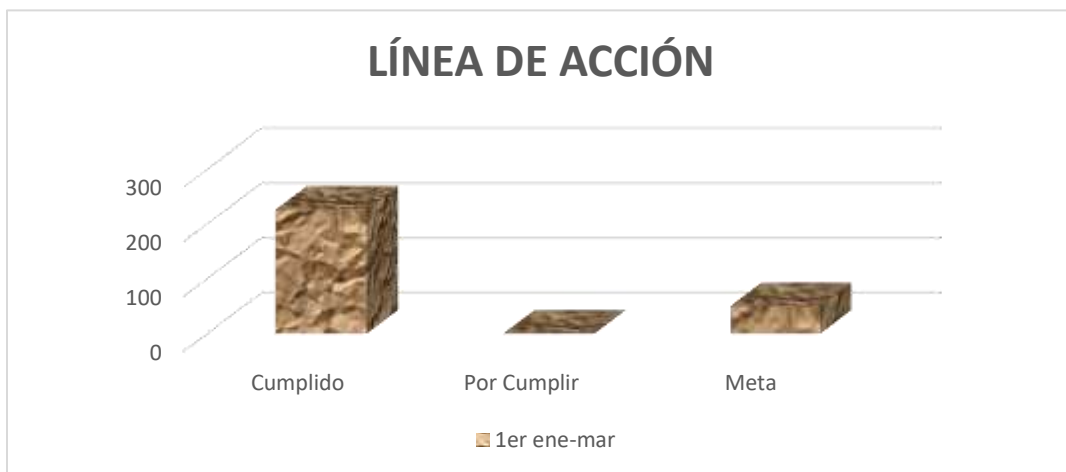 LÍNEA DE ACCIÓN
300
200
100
0
Cumplido Por Cumplir Meta
1er ene-mar